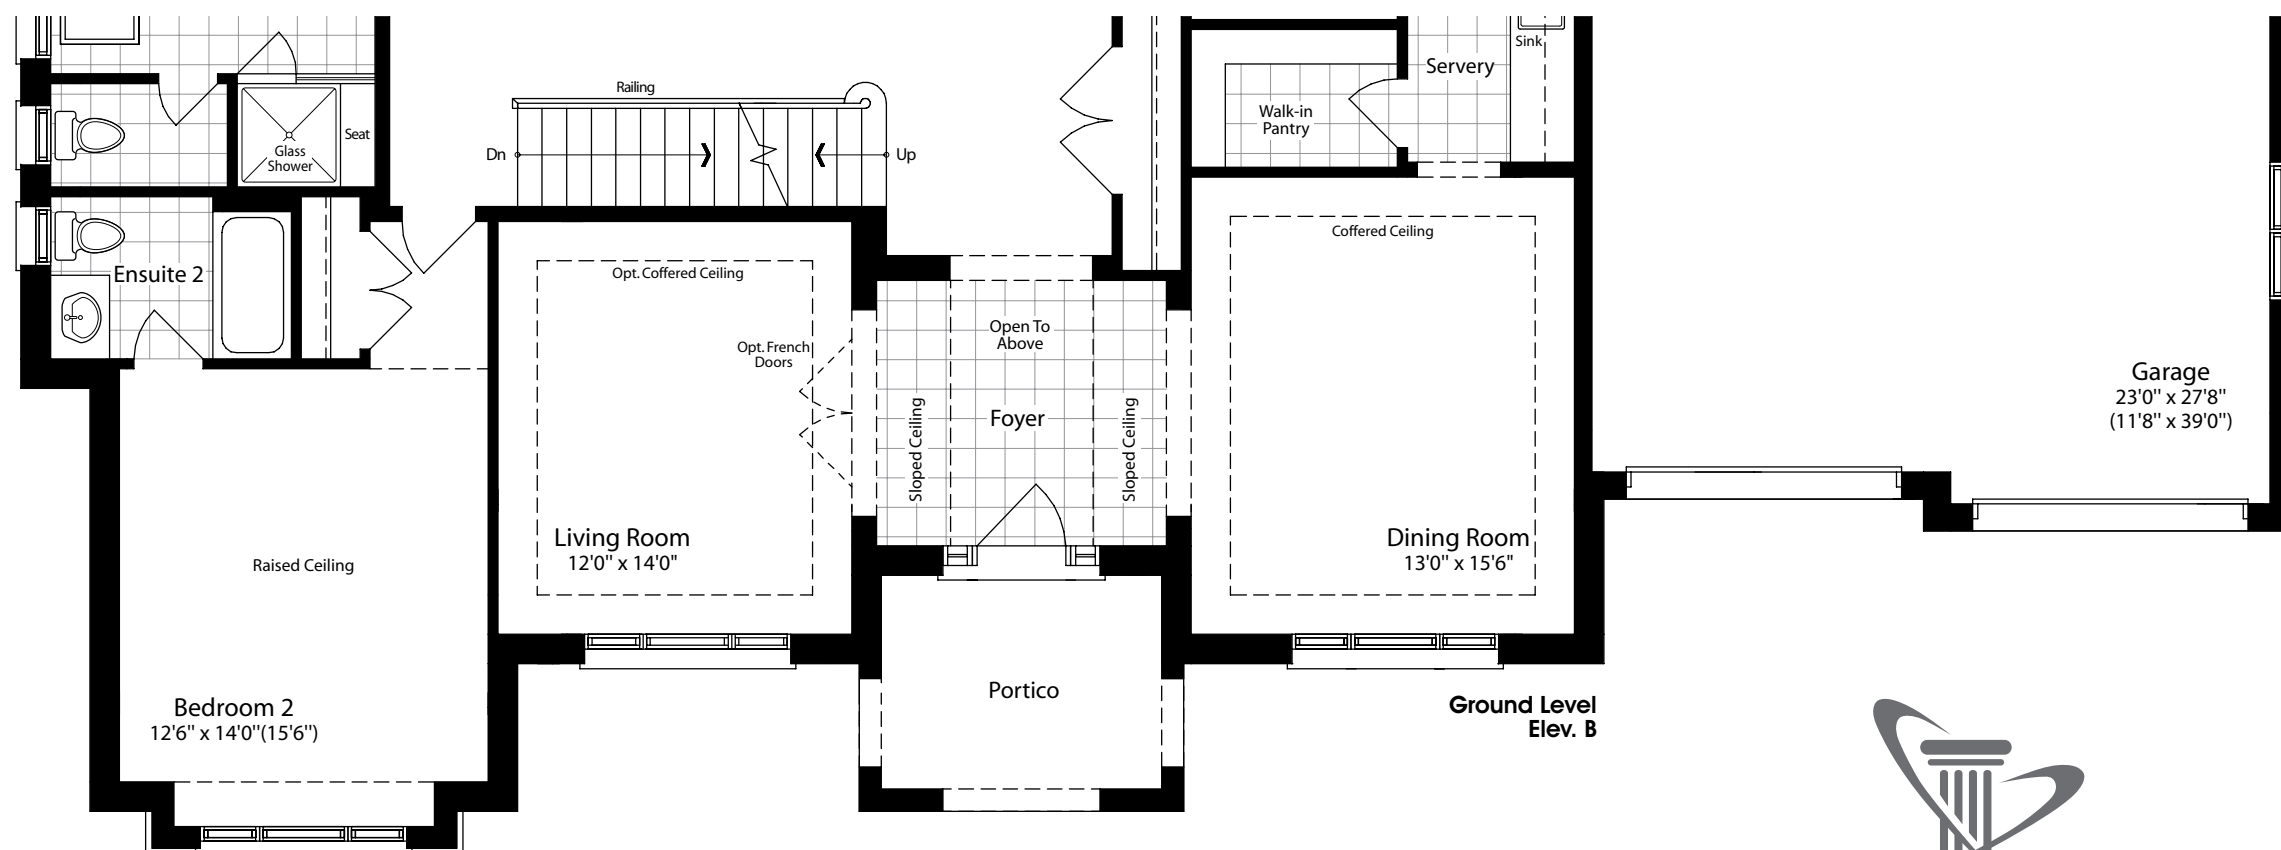 Sink
Servery
Railing
Walk-in
Pantry
Seat
Glass
Shower
Dn
Up
Coffered Ceiling
Ensuite 2
Opt. Coffered Ceiling
Open To
Above
Opt. French
Doors
Garage
23'0" x 27'8"
(11'8" x 39'0")
Sloped Ceiling
Foyer
Sloped Ceiling
Living Room
12'0" x 14'0"
Dining Room
13'0" x 15'6"
Raised Ceiling
Portico
Bedroom 2
12'6" x 14'0"(15'6")
Ground Level
Elev. B